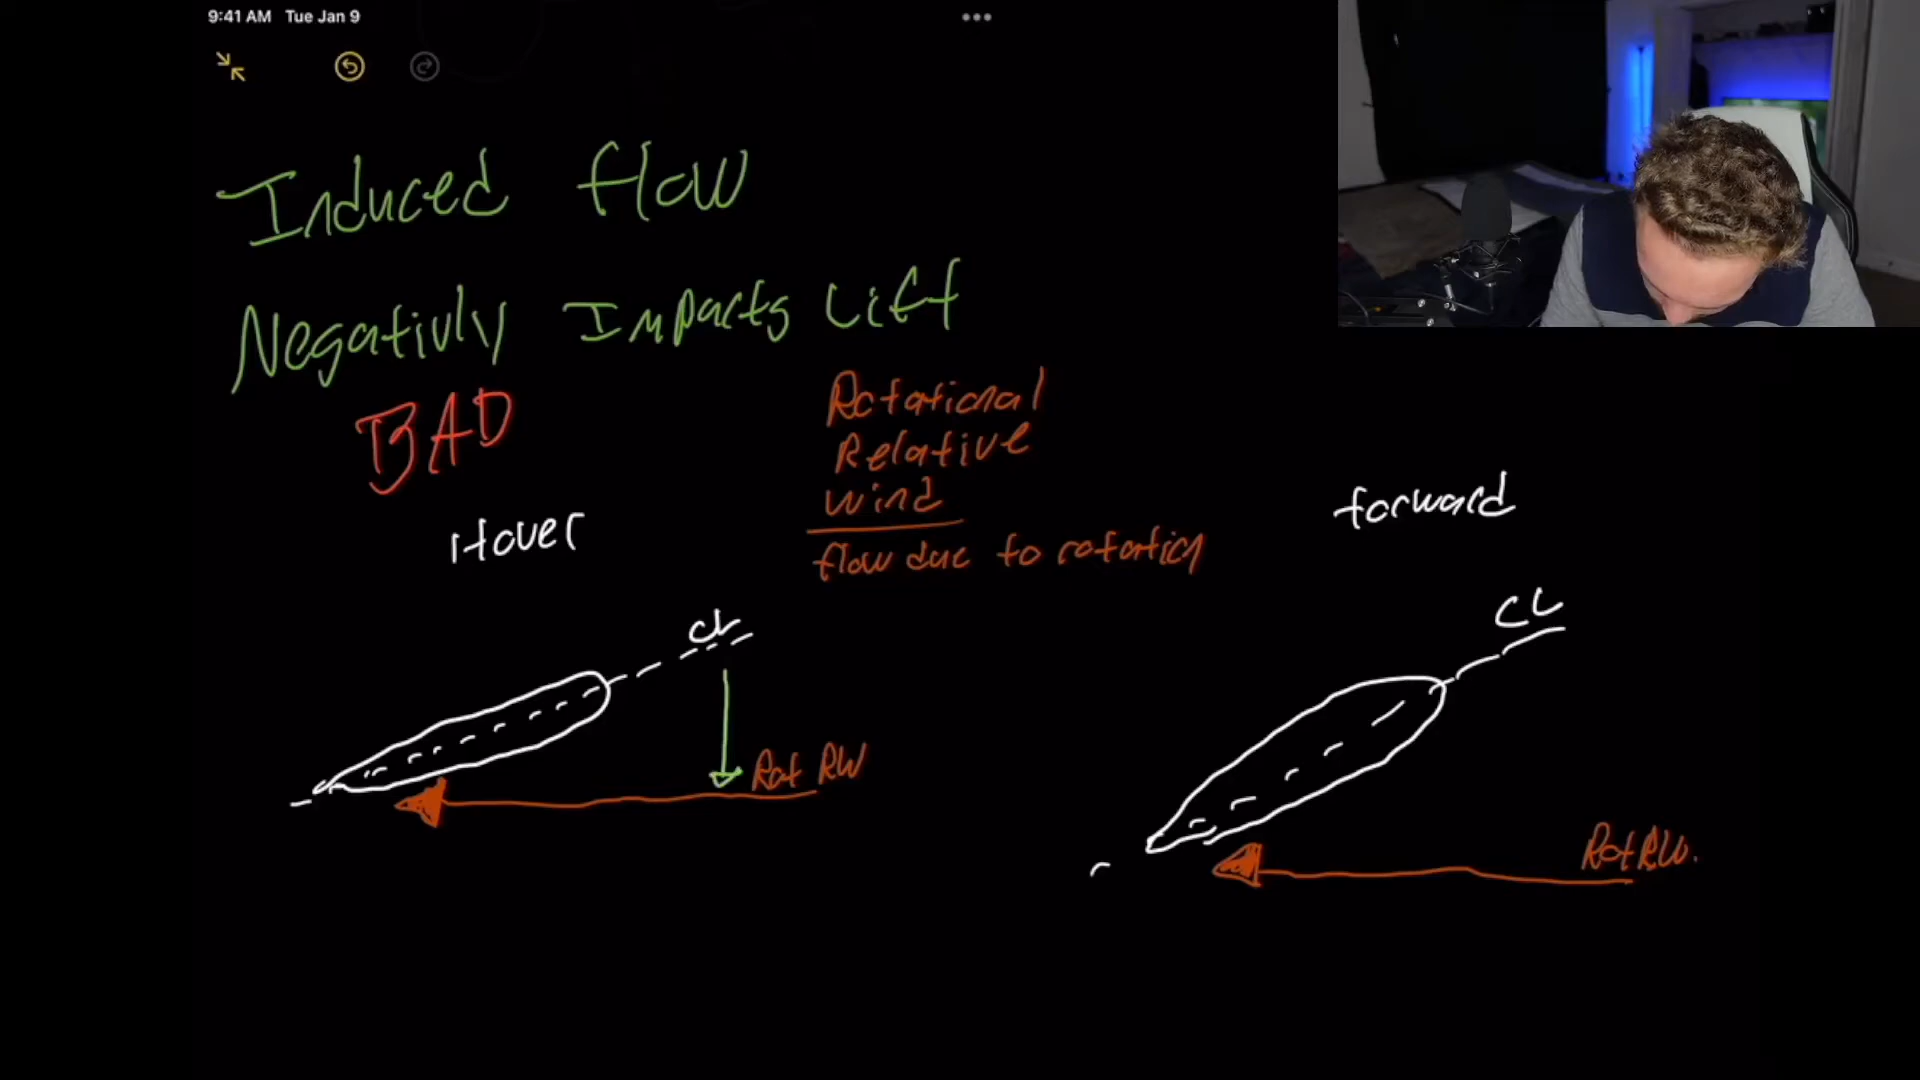 9:41 AM Tue Jan 9
Induced flow
Negativly Impacts Lift
BAD
Rotational
Relative
Wind
flow due to rotation
Hover
forward
CL
CL
Rot RW
Rot RW.